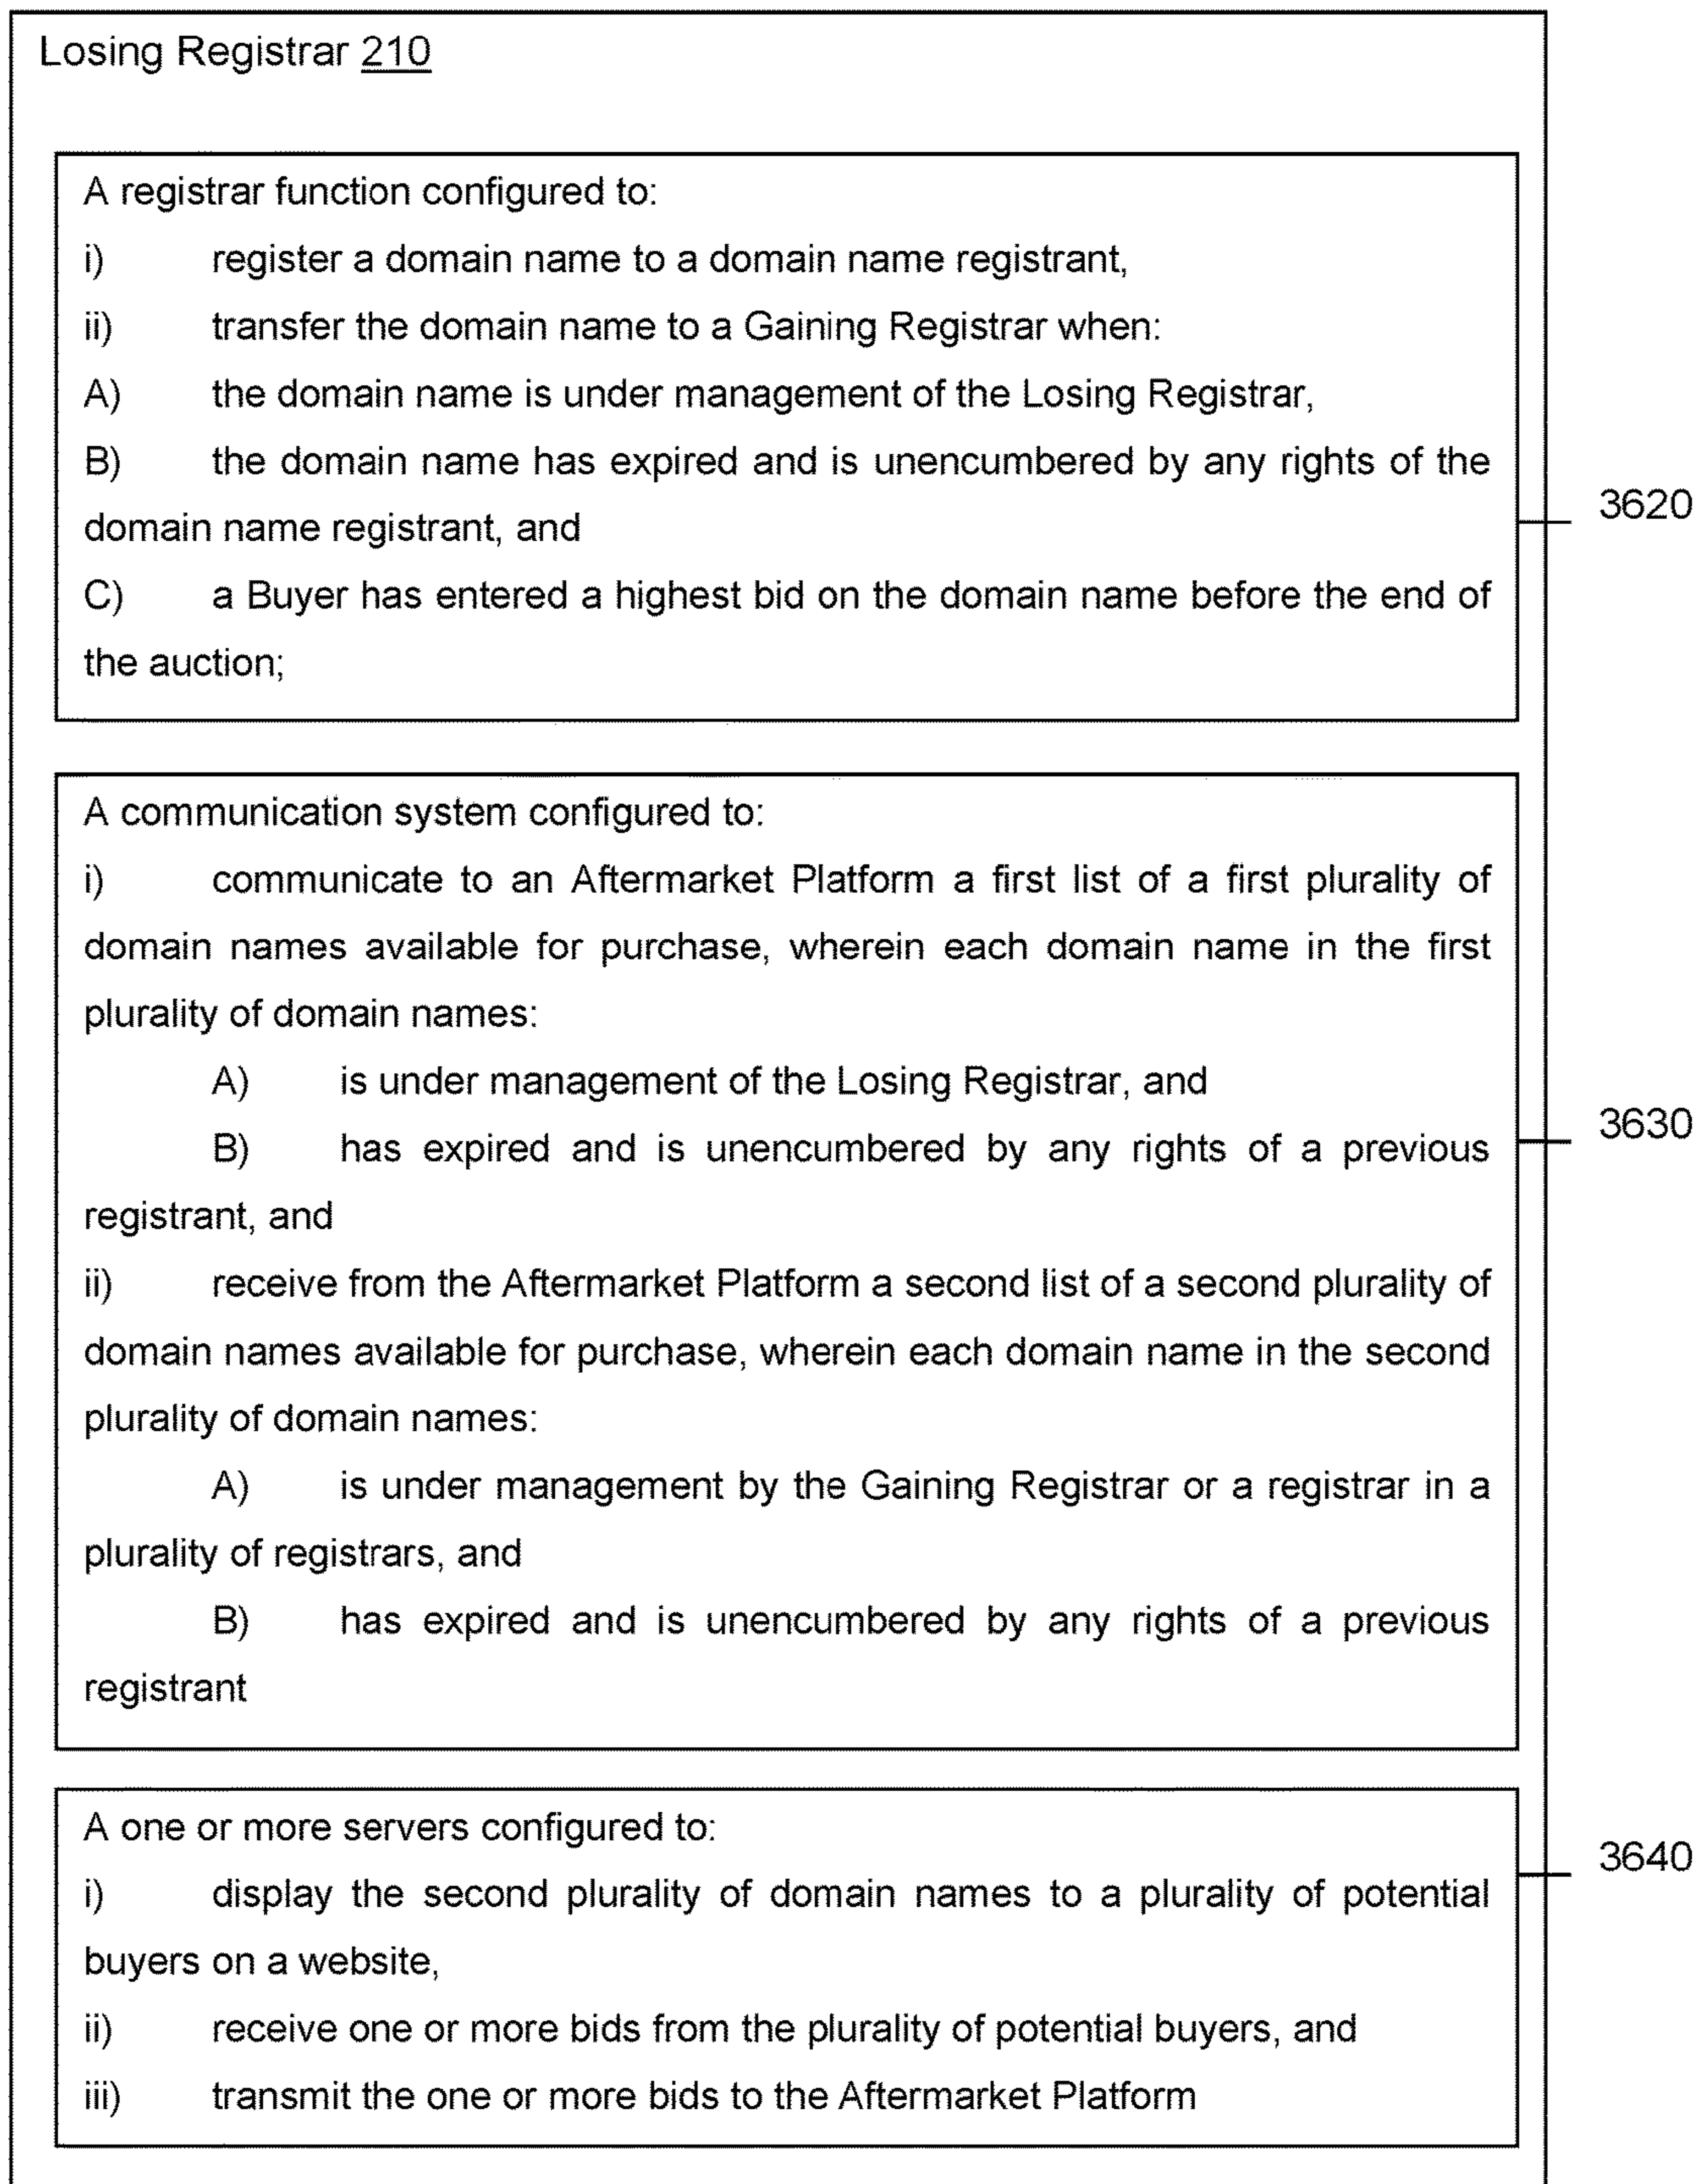 Losing Registrar 210
A registrar function configured to:
i) register a domain name to a domain name registrant,
ii) transfer the domain name to a Gaining Registrar when:
A) the domain name is under management of the Losing Registrar,
B) the domain name has expired and is unencumbered by any rights of the
domain name registrant, and
C) a Buyer has entered a highest bid on the domain name before the end of
the auction;
3620
A communication system configured to:
i) communicate to an Aftermarket Platform a first list of a first plurality of
domain names available for purchase, wherein each domain name in the first
plurality of domain names:
A) is under management of the Losing Registrar, and
B) has expired and is unencumbered by any rights of a previous
registrant, and
ii) receive from the Aftermarket Platform a second list of a second plurality of
domain names available for purchase, wherein each domain name in the second
plurality of domain names:
A) is under management by the Gaining Registrar or a registrar in a
plurality of registrars, and
B) has expired and is unencumbered by any rights of a previous
registrant
3630
A one or more servers configured to:
i) display the second plurality of domain names to a plurality of potential
buyers on a website,
ii) receive one or more bids from the plurality of potential buyers, and
iii) transmit the one or more bids to the Aftermarket Platform
3640